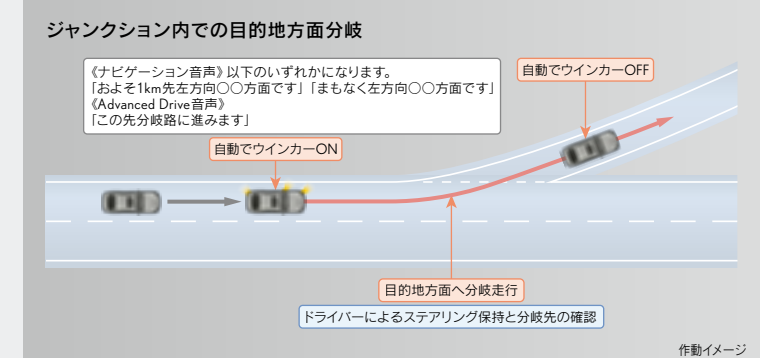 ジャンクション内での目的地方面分岐
《ナビゲーション音声》以下のいずれかになります。
「およそ1km先左方向〇〇方面です」「まもなく左方向〇〇方面です」
《Advanced Drive音声》
「この先分岐路に進みます」
自動でウインカーOFF
自動でウインカーON
目的地方面へ分岐走行
ドライバーによるステアリング保持と分岐先の確認
作動イメージ